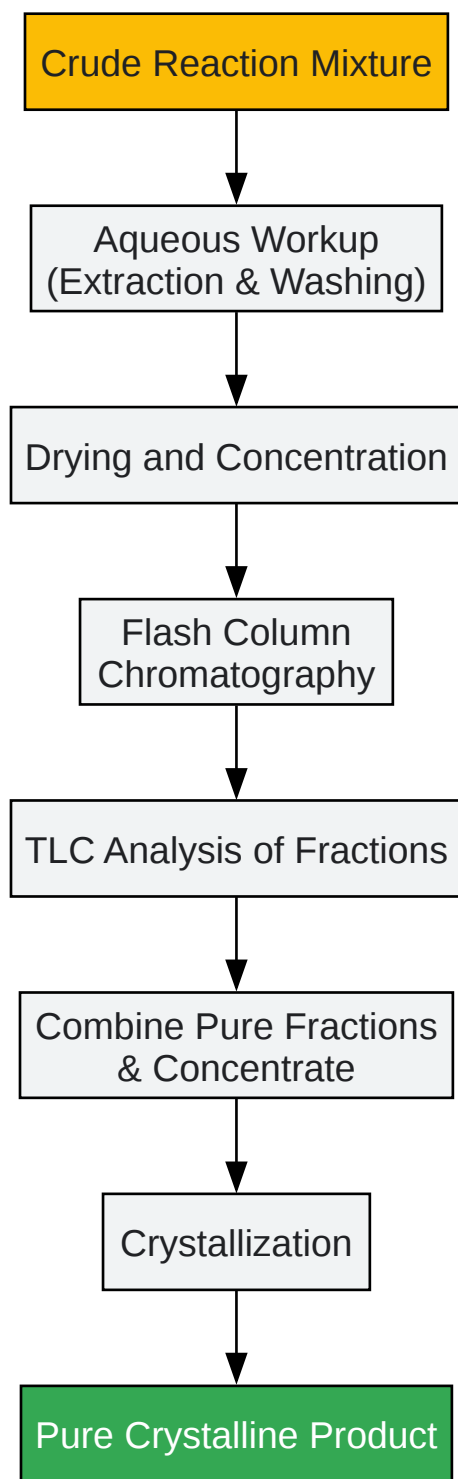 Crude Reaction Mixture
Aqueous Workup
(Extraction & Washing)
Drying and Concentration
Flash Column
Chromatography
TLC Analysis of Fractions
Combine Pure Fractions
& Concentrate
Crystallization
Pure Crystalline Product